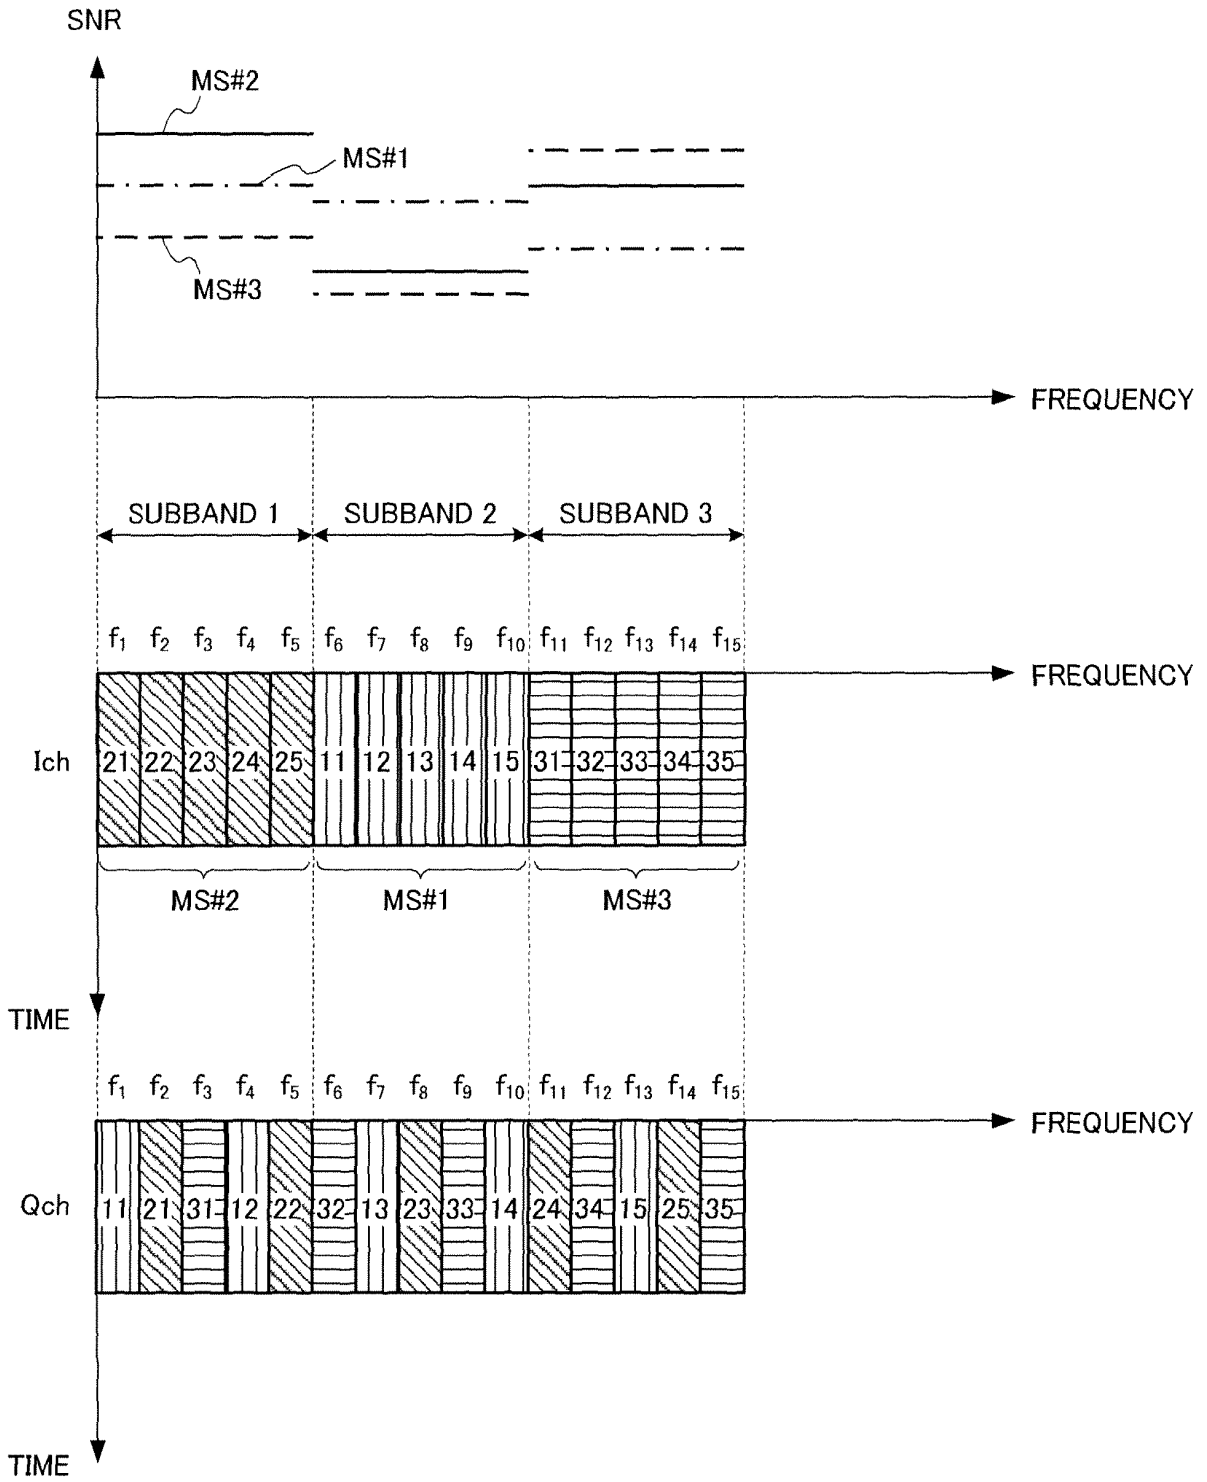 SNR
MS#2
MS#1
MS#3
FREQUENCY
SUBBAND 1 SUBBAND 2 SUBBAND 3
f1 f2 f3 f4 f5 f6 f7 f8 f9 f10 f11 f12 f13 f14 f15
FREQUENCY
Ich 21 22 23 24 25 11 12 13 14 15 31 32 33 34 35
MS#2 MS#1 MS#3
TIME
f1 f2 f3 f4 f5 f6 f7 f8 f9 f10 f11 f12 f13 f14 f15
FREQUENCY
Qch 11 21 31 12 22 32 13 23 33 14 24 34 15 25 35
TIME